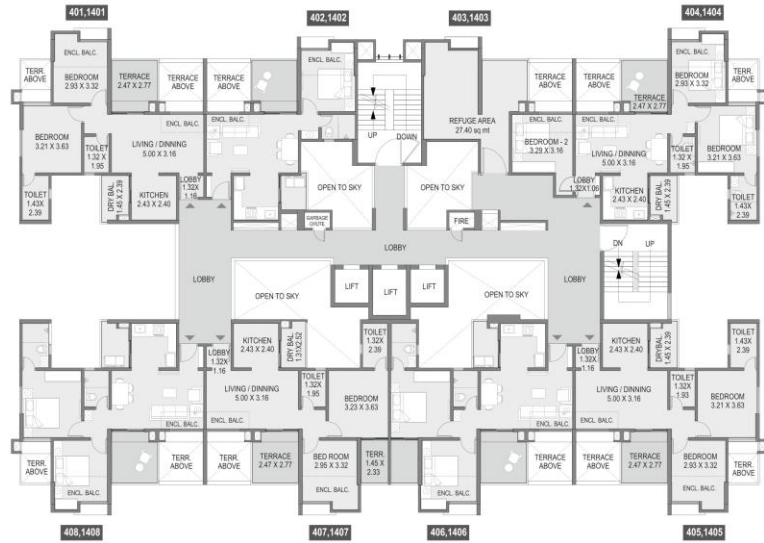 401,1401
402,1402
403,1403
404,1404
ENCL. BALC.
BEDROOM
2.93 X 3.32
TERR.
ABOVE
TERRACE
2.47 X 2.77
TERRACE
ABOVE
TERRACE
ABOVE
ENCL. BALC.
REFUGE AREA
27.40 sq mt
UP
DOWN
TERRACE
ABOVE
TERRACE
ABOVE
TERRACE
2.47 X 2.77
ENCL. BALC.
BEDROOM
2.93 X 3.32
TERR.
ABOVE
BEDROOM
3.21 X 3.63
TOILET
1.32 X
1.95
ENCL. BALC.
LIVING / DINNING
5.00 X 3.16
ENCL. BALC.
BEDROOM - 2
3.29 X 3.16
ENCL. BALC.
LIVING / DINNING
5.00 X 3.16
TOILET
1.32 X
1.95
BEDROOM
3.21 X 3.63
TOILET
1.43X
2.39
DRY BAL
1.45 X 2.39
KITCHEN
2.43 X 2.40
LOBBY
1.32X
1.16
OPEN TO SKY
OPEN TO SKY
LOBBY
1.32X1.06
KITCHEN
2.43 X 2.40
DRY BAL
1.45 X 2.39
TOILET
1.43X
2.39
GARBAGE
CHUTE
FIRE
LOBBY
LOBBY
LOBBY
DN
UP
OPEN TO SKY
LIFT
LIFT
LIFT
OPEN TO SKY
KITCHEN
2.43 X 2.40
DRY BAL
1.31X2.52
TOILET
1.32X
2.39
KITCHEN
2.43 X 2.40
DRYBAL
1.45 X 2.39
TOILET
1.43X
2.39
LOBBY
1.32X
1.16
LIVING / DINNING
5.00 X 3.16
TOILET
1.32X
1.95
BEDROOM
3.23 X 3.63
LOBBY
1.32X
1.16
LIVING / DINNING
5.00 X 3.16
TOILET
1.32X
1.93
BEDROOM
3.21 X 3.63
ENCL. BALC.
ENCL. BALC.
ENCL. BALC.
ENCL. BALC.
TERR.
ABOVE
ENCL. BALC.
TERRACE
ABOVE
TERRACE
ABOVE
TERRACE
2.47 X 2.77
BED ROOM
2.95 X 3.32
ENCL. BALC.
TERR.
1.45 X
2.33
ENCL. BALC.
TERRACE
ABOVE
TERRACE
ABOVE
TERRACE
2.47 X 2.77
BEDROOM
2.93 X 3.32
ENCL. BALC.
TERR.
ABOVE
408,1408
407,1407
406,1406
405,1405